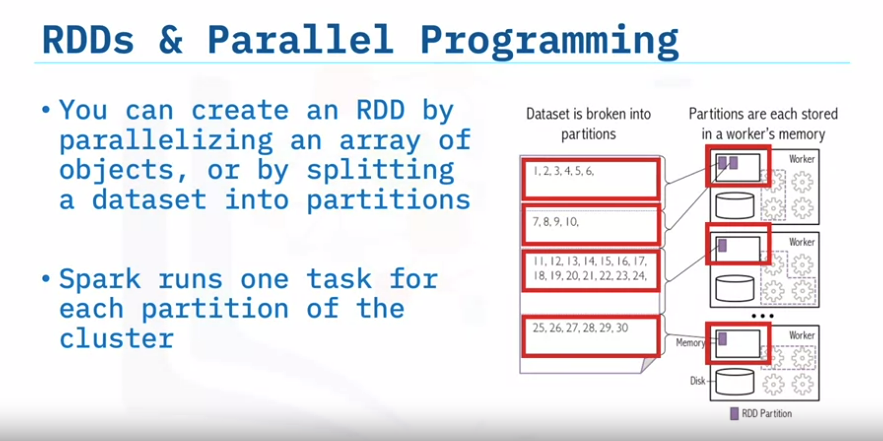 RDDs & Parallel Programming
• You can create an RDD by
parallelizing an array of
objects, or by splitting
a dataset into partitions
• Spark runs one task for
each partition of the
cluster
Dataset is broken into
partitions
1, 2, 3, 4, 5, 6,
7, 8, 9, 10,
11, 12, 13, 14, 15, 16, 17,
18, 19, 20, 21, 22, 23, 24,
25, 26, 27, 28, 29, 30
Partitions are each stored
in a worker's memory
Worker
Worker
•••
Worker
Memory
Disk
RDD Partition